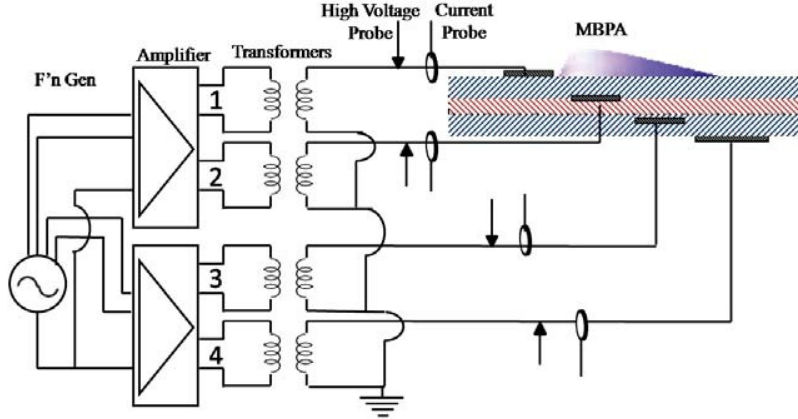 High Voltage
Probe
Current
Probe
MBPA
Amplifier
Transformers
F'n Gen
1
2
3
4